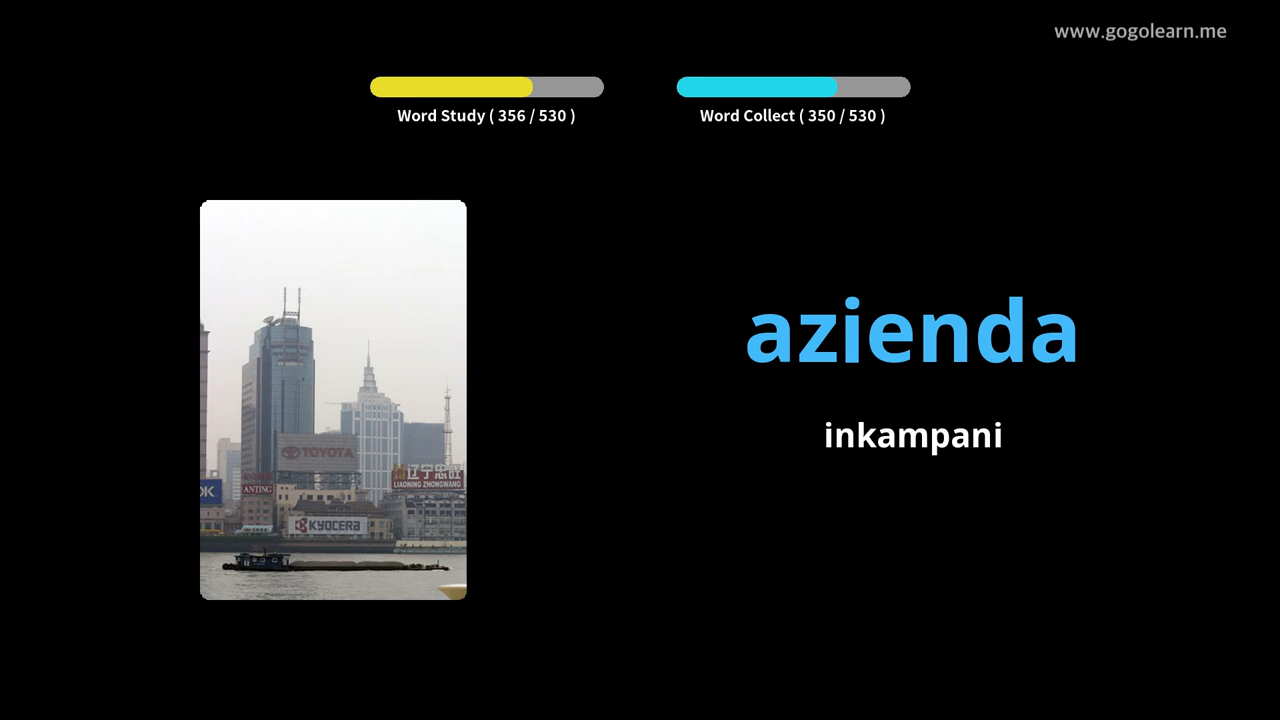 www.gogolearn.me
Word Study ( 356 / 530 )
Word Collect ( 350 / 530 )
azienda
inkampani
TOYOTA
辽宁忠旺
LIAONING ZHONGWANG
ANTING
KYOCERA